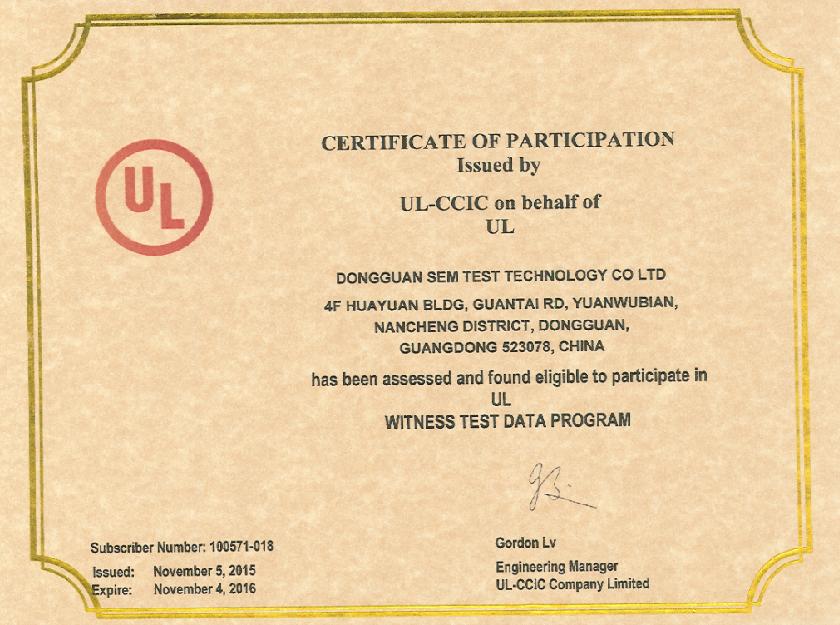 UL
CERTIFICATE OF PARTICIPATION
Issued by
UL-CCIC on behalf of
UL
DONGGUAN SEM TEST TECHNOLOGY CO LTD
4F HUAYUAN BLDG, GUANTAI RD, YUANWUBIAN,
NANCHENG DISTRICT, DONGGUAN,
GUANGDONG 523078, CHINA
has been assessed and found eligible to participate in
UL
WITNESS TEST DATA PROGRAM
Subscriber Number: 100571-018
Issued: November 5, 2015
Expire: November 4, 2016
Gordon Lv
Engineering Manager
UL-CCIC Company Limited